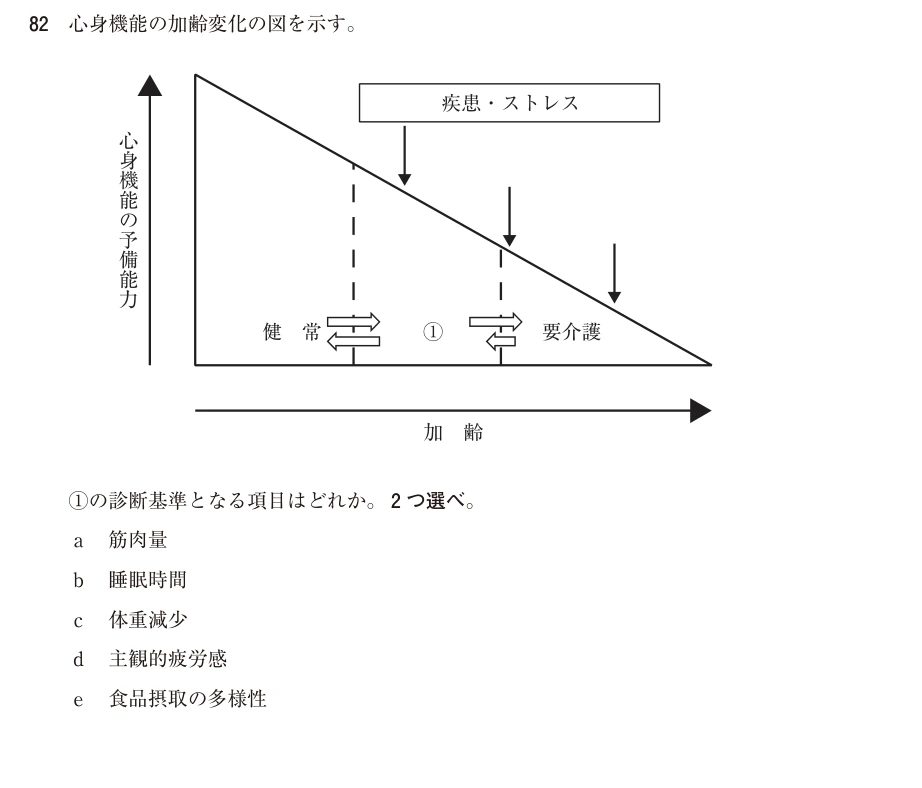 82 心身機能の加齢変化の図を示す。
疾患・ストレス
心身機能の予備能力
健 常
①
要介護
加 齢
①の診断基準となる項目はどれか。2つ選べ。
a 筋肉量
b 睡眠時間
c 体重減少
d 主観的疲労感
e 食品摂取の多様性